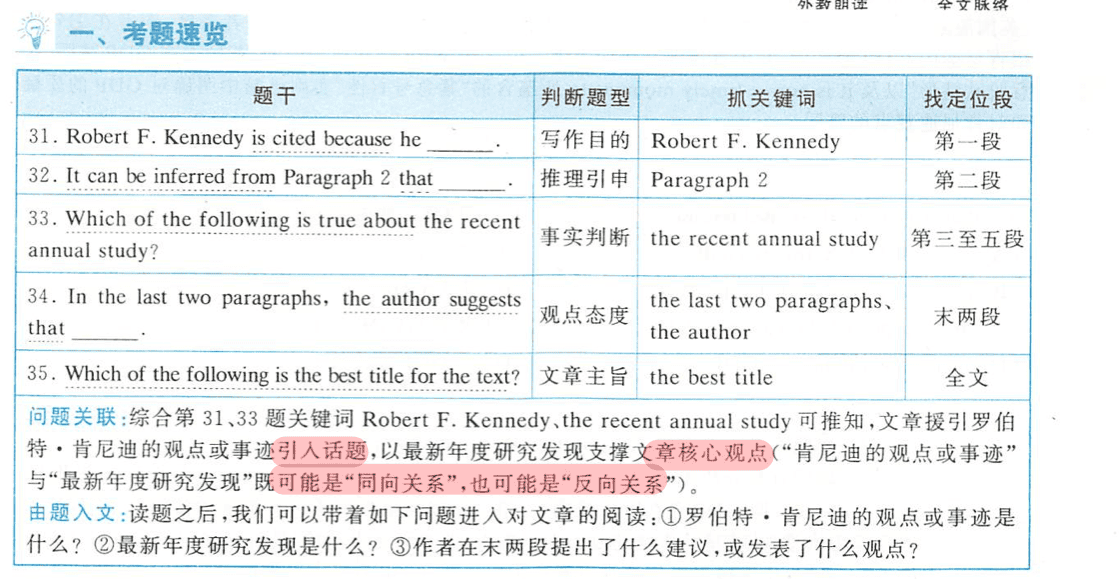 外教朗读 全文脉络
一、考题速览
题干 判断题型 抓关键词 找定位段
31. Robert F. Kennedy is cited because he ______. 写作目的 Robert F. Kennedy 第一段
32. It can be inferred from Paragraph 2 that ______. 推理引申 Paragraph 2 第二段
33. Which of the following is true about the recent
annual study? 事实判断 the recent annual study 第三至五段
34. In the last two paragraphs, the author suggests
that ______. 观点态度 the last two paragraphs、
the author 末两段
35. Which of the following is the best title for the text? 文章主旨 the best title 全文
问题关联:综合第 31、33 题关键词 Robert F. Kennedy、the recent annual study 可推知,文章援引罗伯
特·肯尼迪的观点或事迹引入话题,以最新年度研究发现支撑文章核心观点(“肯尼迪的观点或事迹”
与“最新年度研究发现”既可能是“同向关系”,也可能是“反向关系”)。
由题入文:读题之后,我们可以带着如下问题进入对文章的阅读:①罗伯特·肯尼迪的观点或事迹是
什么? ②最新年度研究发现是什么? ③作者在末两段提出了什么建议,或发表了什么观点?